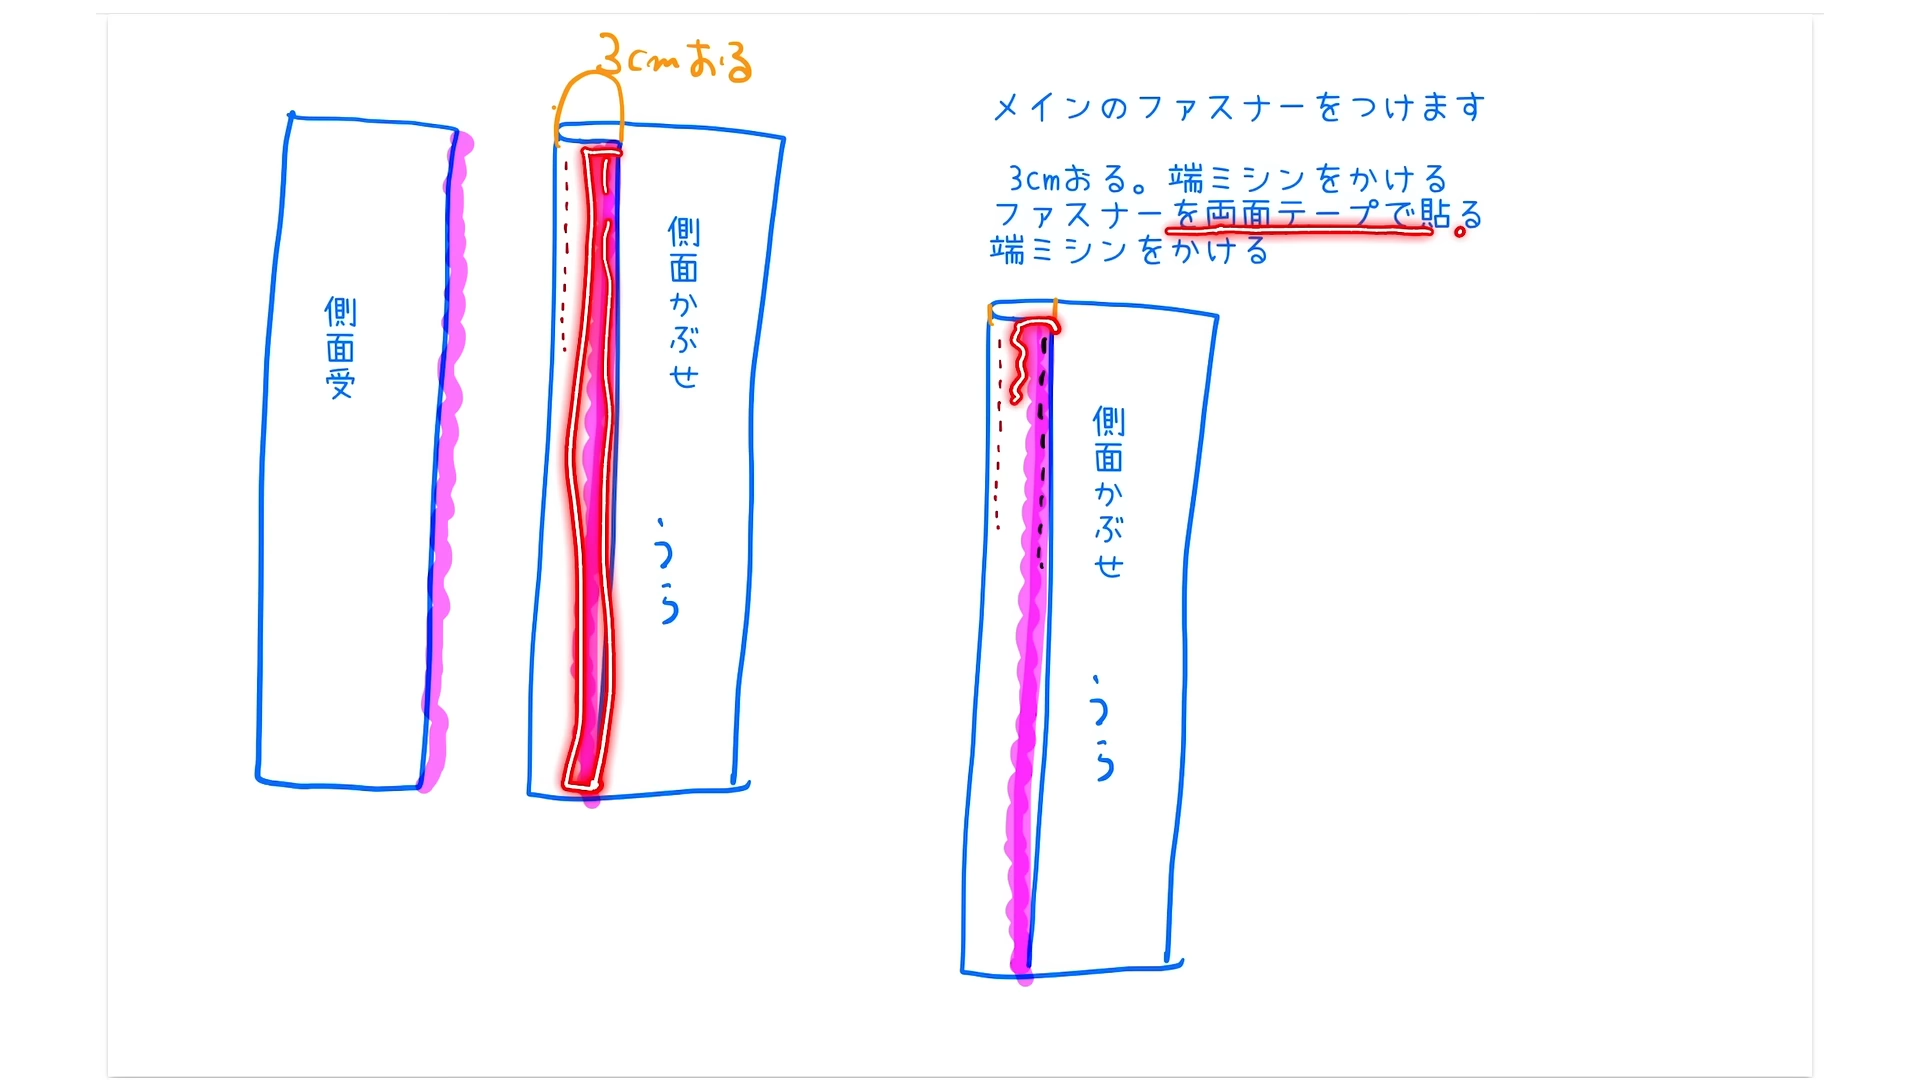 3cmおる
メインのファスナーをつけます
3cmおる。端ミシンをかける
ファスナーを両面テープで貼る
端ミシンをかける
側面受
側面かぶせ
うら
側面かぶせ
うら